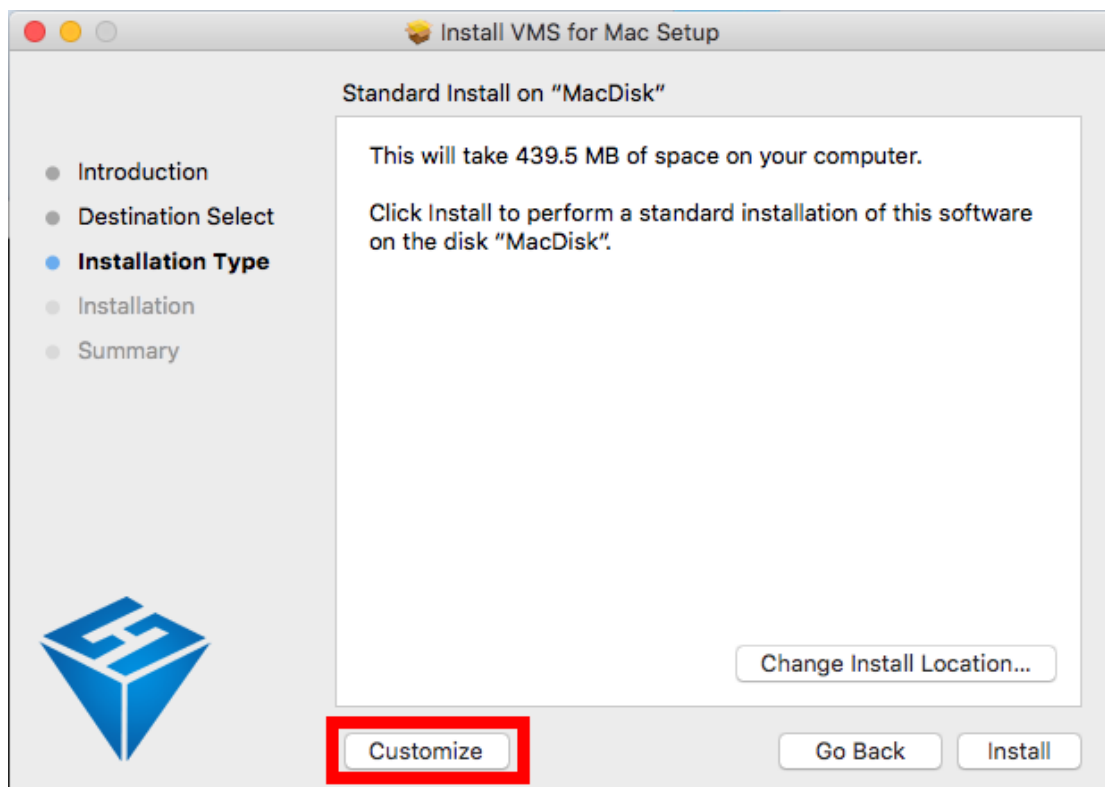 Install VMS for Mac Setup
Standard Install on “MacDisk”
Introduction
Destination Select
Installation Type
Installation
Summary
This will take 439.5 MB of space on your computer.
Click Install to perform a standard installation of this software
on the disk “MacDisk”.
Change Install Location...
Customize
Go Back
Install